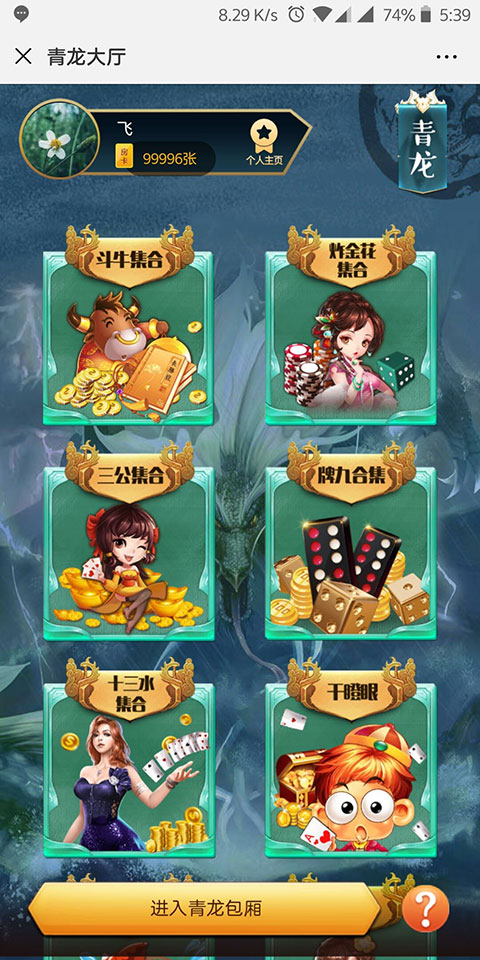 8.29 K/s 74% 5:39
青龙大厅
飞
房卡 99996张
个人主页
青龙
斗牛集合
炸金花
集合
三公集合
牌九合集
十三水
集合
干瞪眼
进入青龙包厢
?